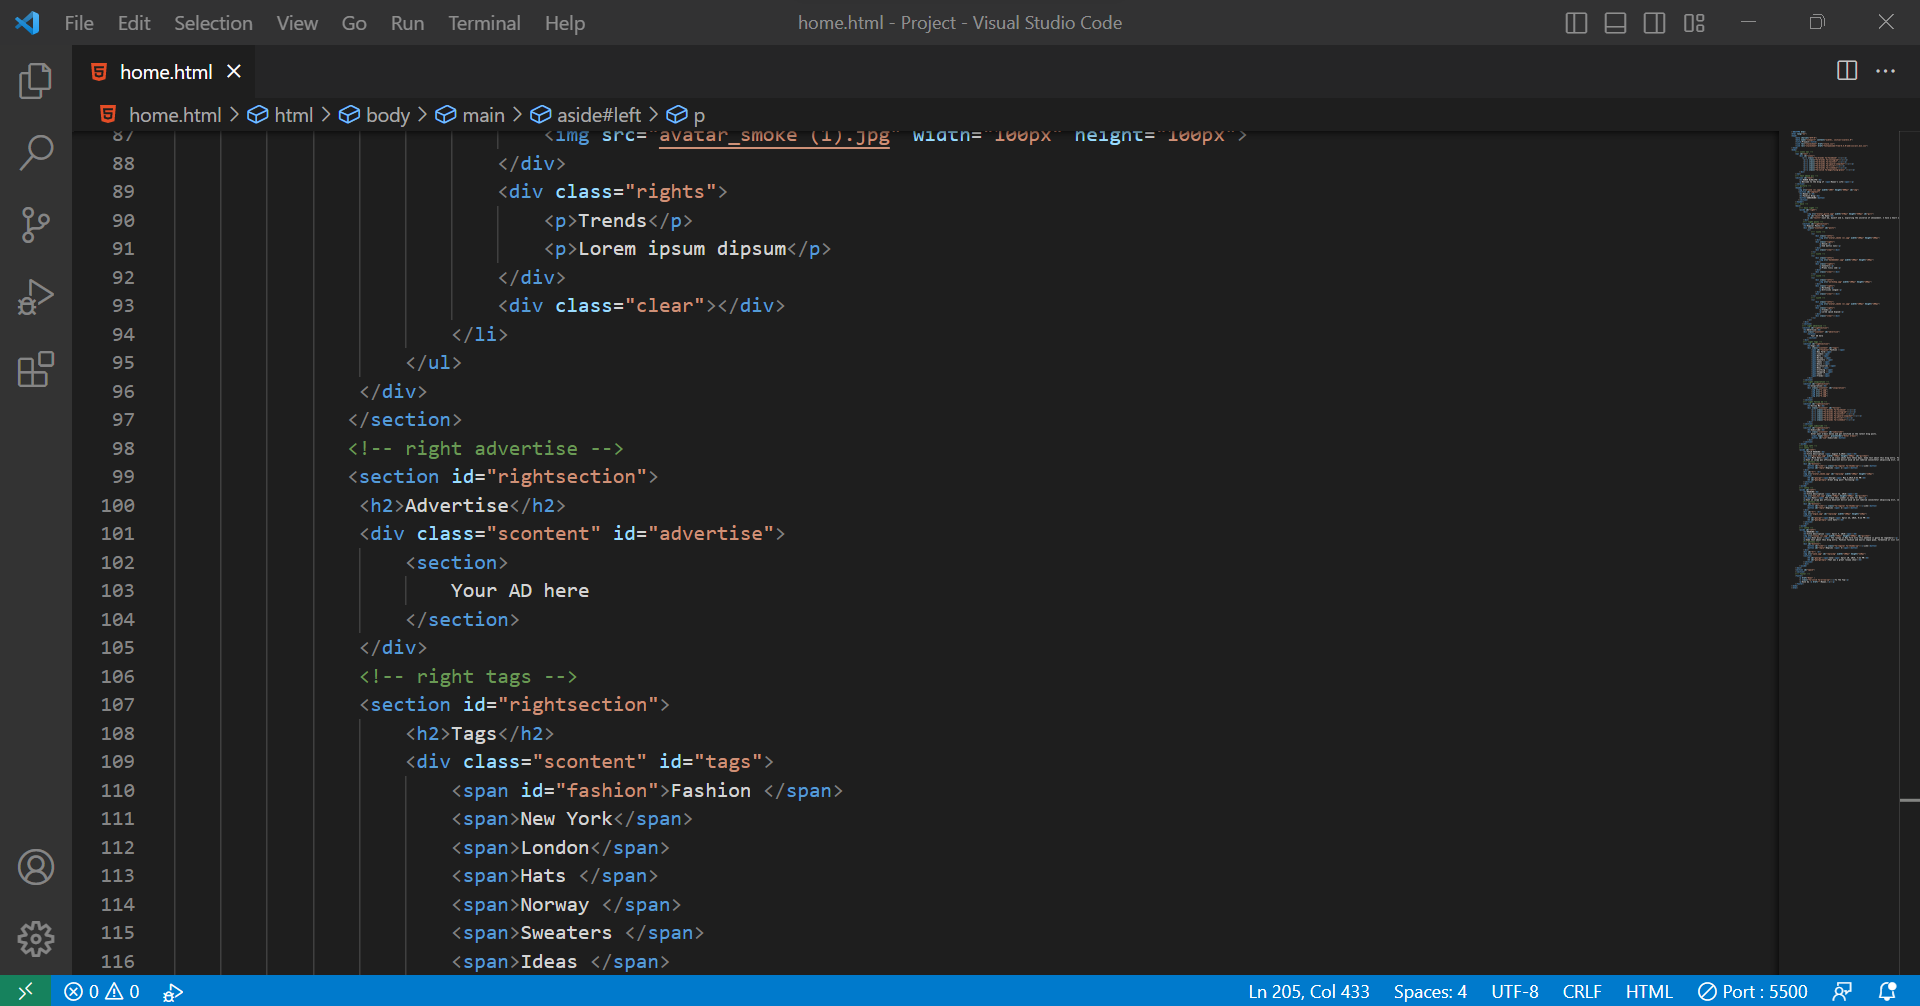 File Edit Selection View Go Run Terminal Help home.html - Project - Visual Studio Code
home.html
home.html > html > body > main > aside#left > p
87 <img src="avatar_smoke (1).jpg" width="100px" height="100px">
88 </div>
89 <div class="rights">
90 <p>Trends</p>
91 <p>Lorem ipsum dipsum</p>
92 </div>
93 <div class="clear"></div>
94 </li>
95 </ul>
96 </div>
97 </section>
98 <!-- right advertise -->
99 <section id="rightsection">
100 <h2>Advertise</h2>
101 <div class="scontent" id="advertise">
102 <section>
103 Your AD here
104 </section>
105 </div>
106 <!-- right tags -->
107 <section id="rightsection">
108 <h2>Tags</h2>
109 <div class="scontent" id="tags">
110 <span id="fashion">Fashion </span>
111 <span>New York</span>
112 <span>London</span>
113 <span>Hats </span>
114 <span>Norway </span>
115 <span>Sweaters </span>
116 <span>Ideas </span>
0 0 Ln 205, Col 433 Spaces: 4 UTF-8 CRLF HTML Port : 5500